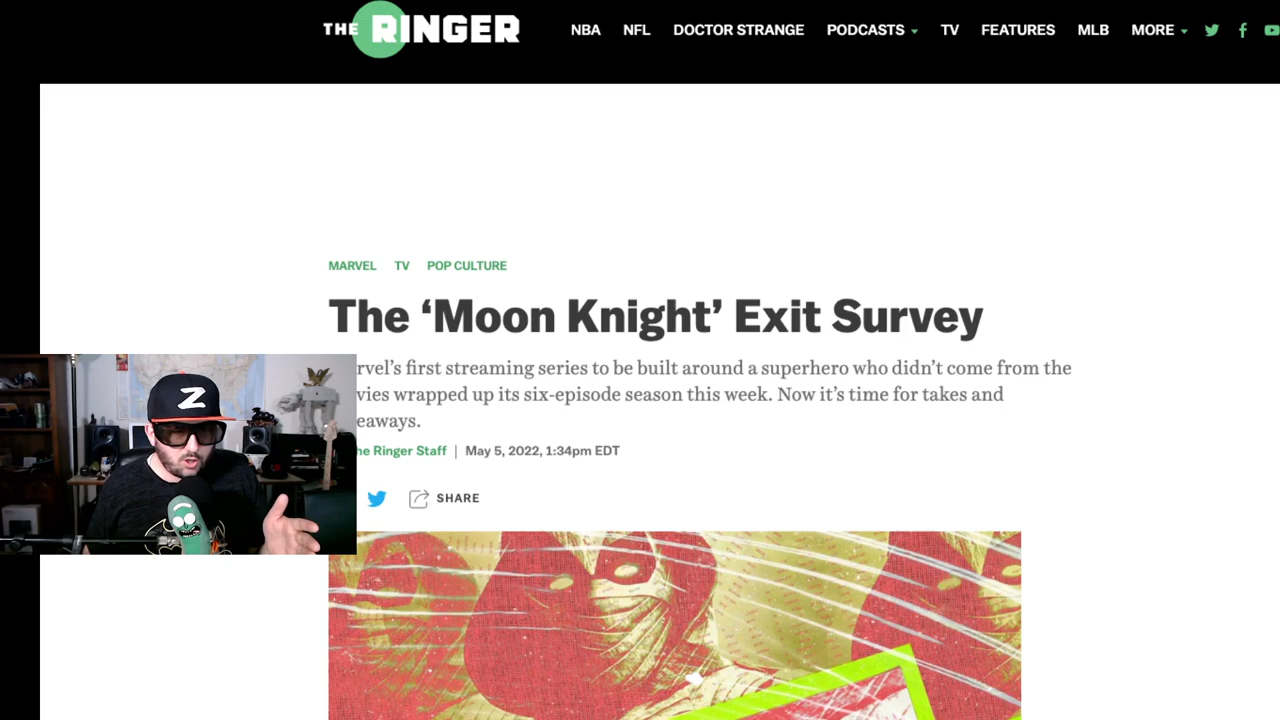 THE RINGER
NBA NFL DOCTOR STRANGE PODCASTS TV FEATURES MLB MORE
MARVEL TV POP CULTURE
The ‘Moon Knight’ Exit Survey
rvel’s first streaming series to be built around a superhero who didn’t come from the
vies wrapped up its six-episode season this week. Now it’s time for takes and
eaways.
he Ringer Staff | May 5, 2022, 1:34pm EDT
SHARE
Z